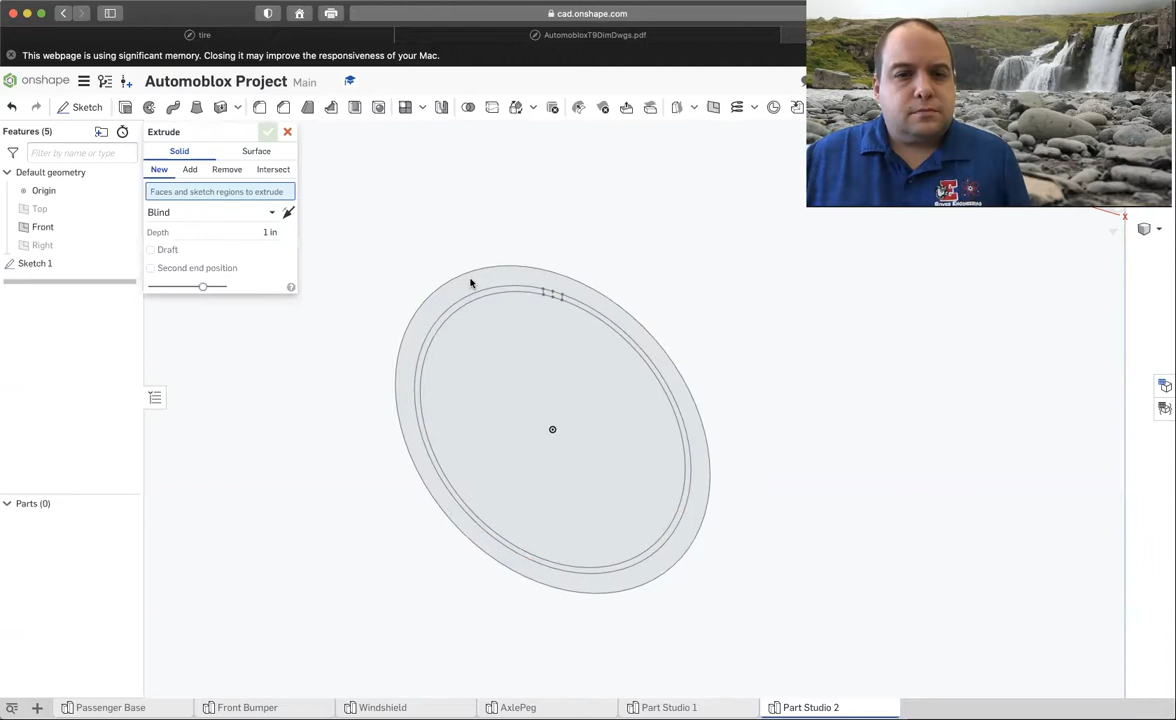 cad.onshape.com
tire
AutomobloxT9DimDwgs.pdf
This webpage is using significant memory. Closing it may improve the responsiveness of your Mac.
onshape
Automoblox Project Main
Sketch
Features (5)
Filter by name or type
Default geometry
Origin
Top
Front
Right
Sketch 1
Parts (0)
Extrude
Solid
Surface
New
Add
Remove
Intersect
Faces and sketch regions to extrude
Blind
Depth
1 in
Draft
Second end position
x
Passenger Base
Front Bumper
Windshield
AxlePeg
Part Studio 1
Part Studio 2